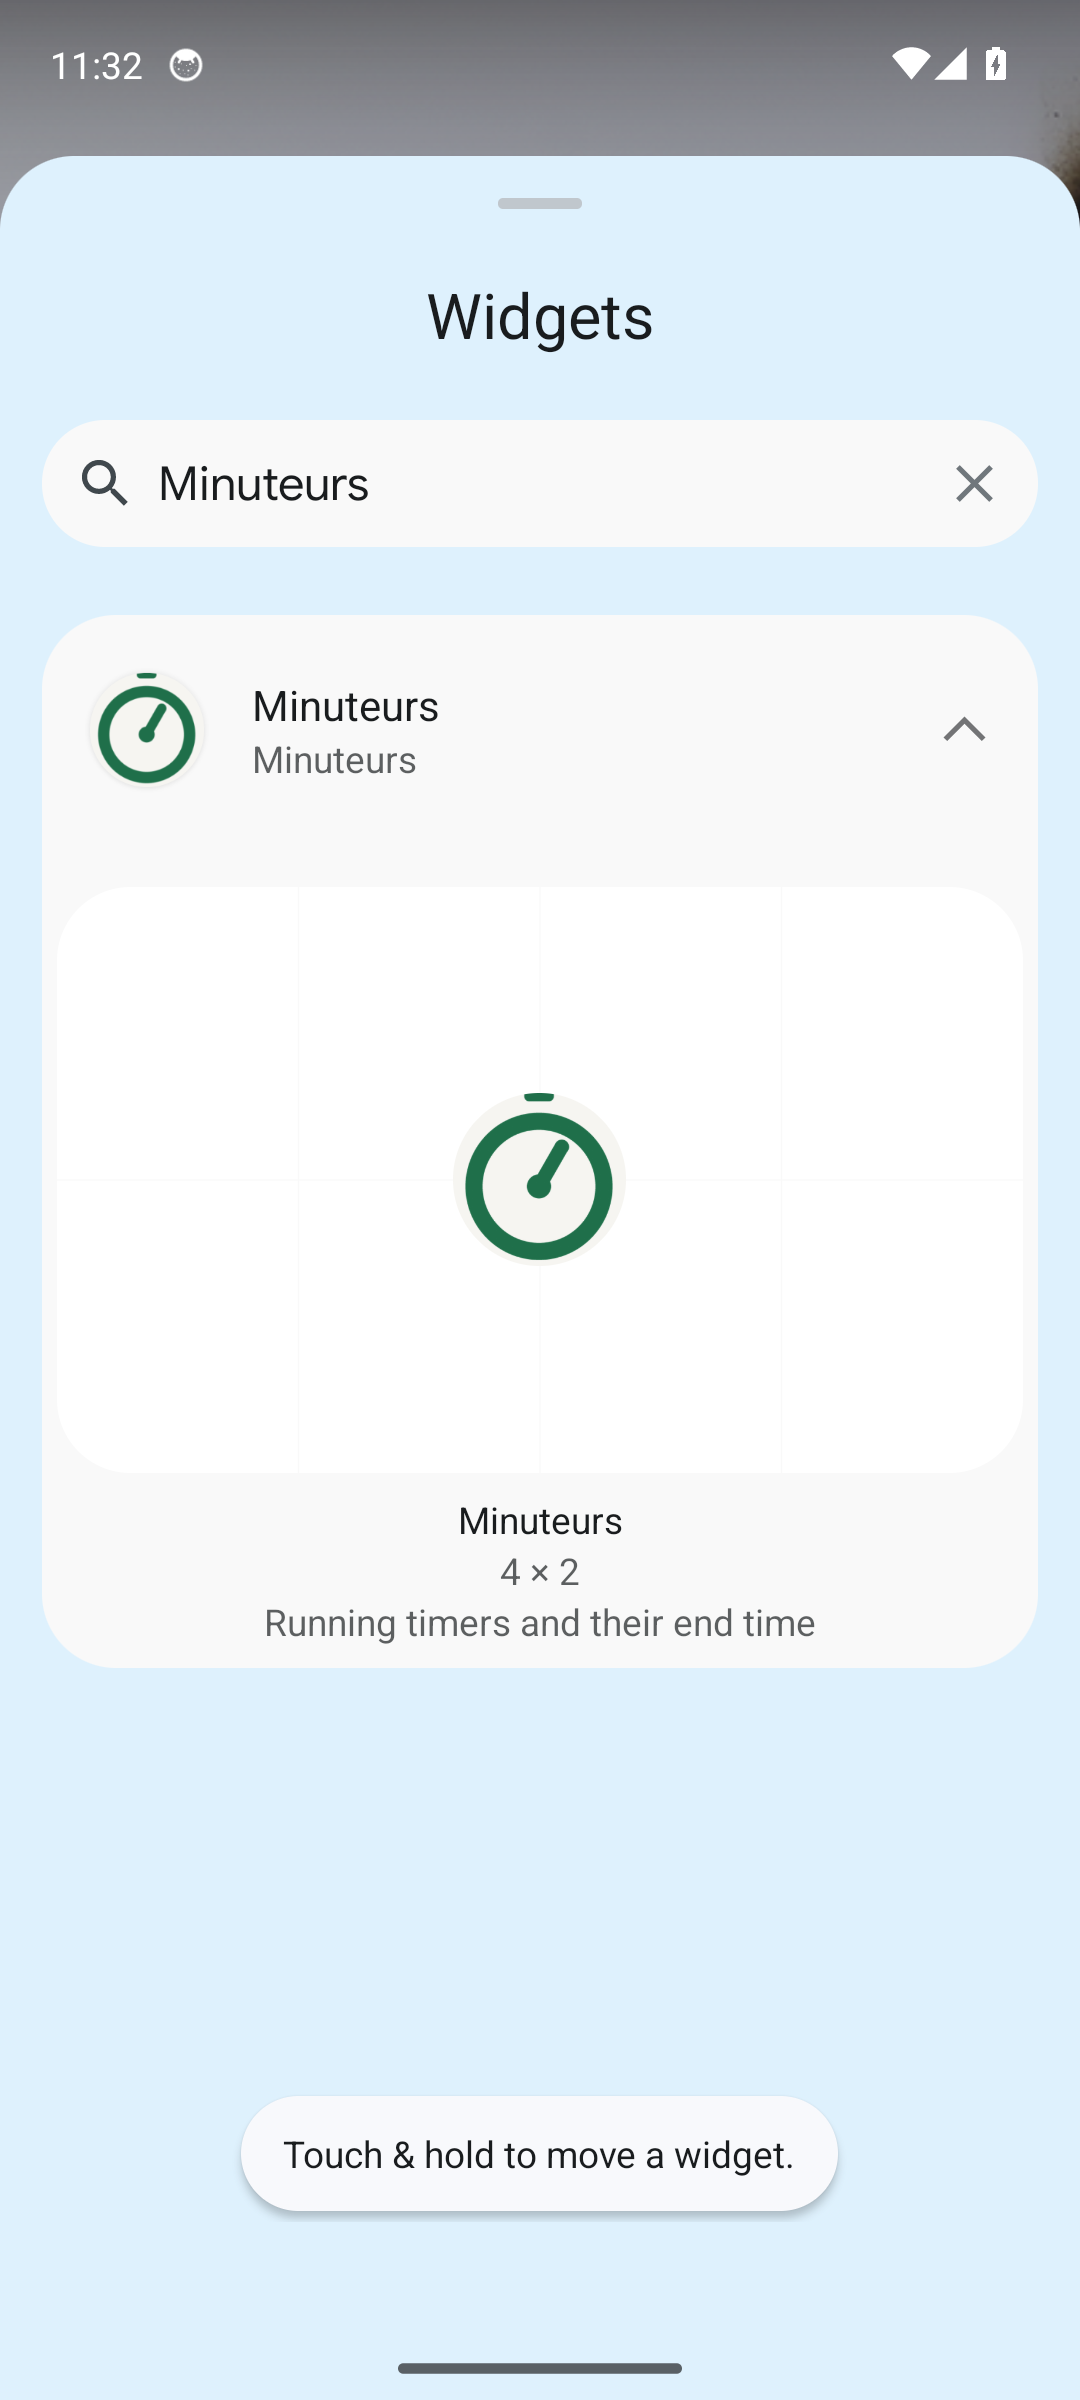 11:32
Widgets
Minuteurs
Minuteurs
Minuteurs
Minuteurs
4 × 2
Running timers and their end time
Touch & hold to move a widget.